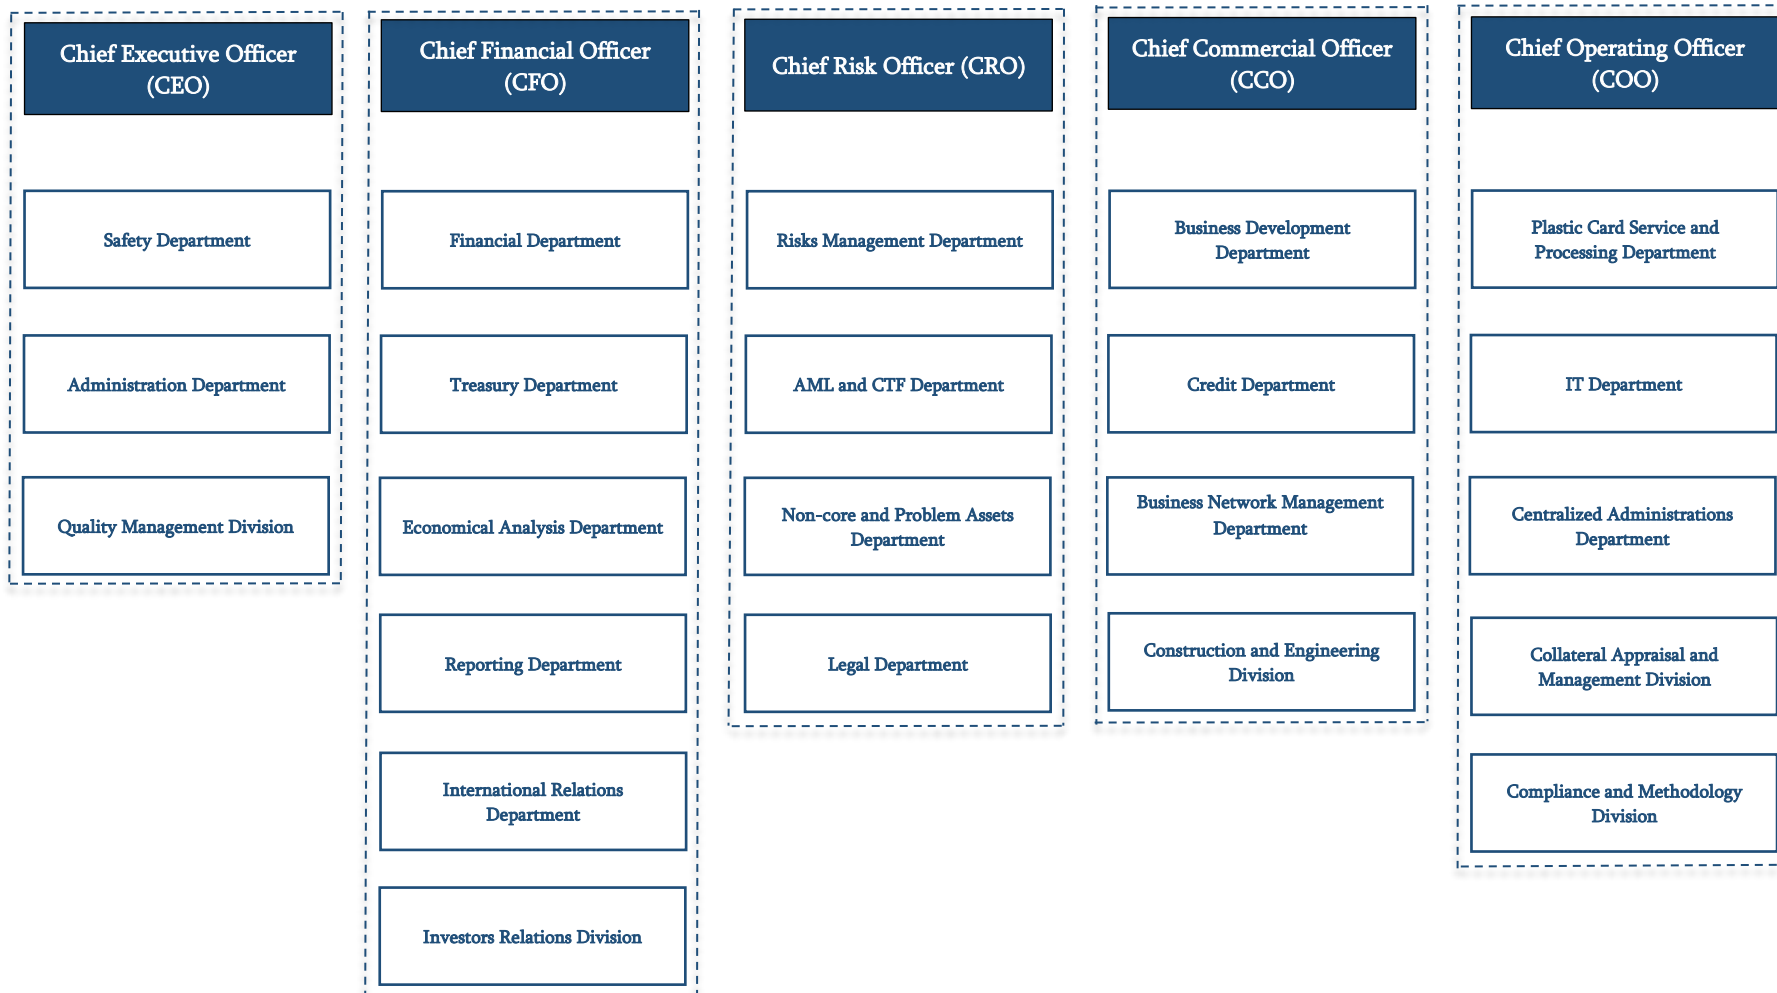 Chief Executive Officer
(CEO)
Safety Department
Administration Department
Quality Management Division
Chief Financial Officer
(CFO)
Financial Department
Treasury Department
Economical Analysis Department
Reporting Department
International Relations
Department
Investors Relations Division
Chief Risk Officer (CRO)
Risks Management Department
AML and CTF Department
Non-core and Problem Assets
Department
Legal Department
Chief Commercial Officer
(CCO)
Business Development
Department
Credit Department
Business Network Management
Department
Construction and Engineering
Division
Chief Operating Officer
(COO)
Plastic Card Service and
Processing Department
IT Department
Centralized Administrations
Department
Collateral Appraisal and
Management Division
Compliance and Methodology
Division